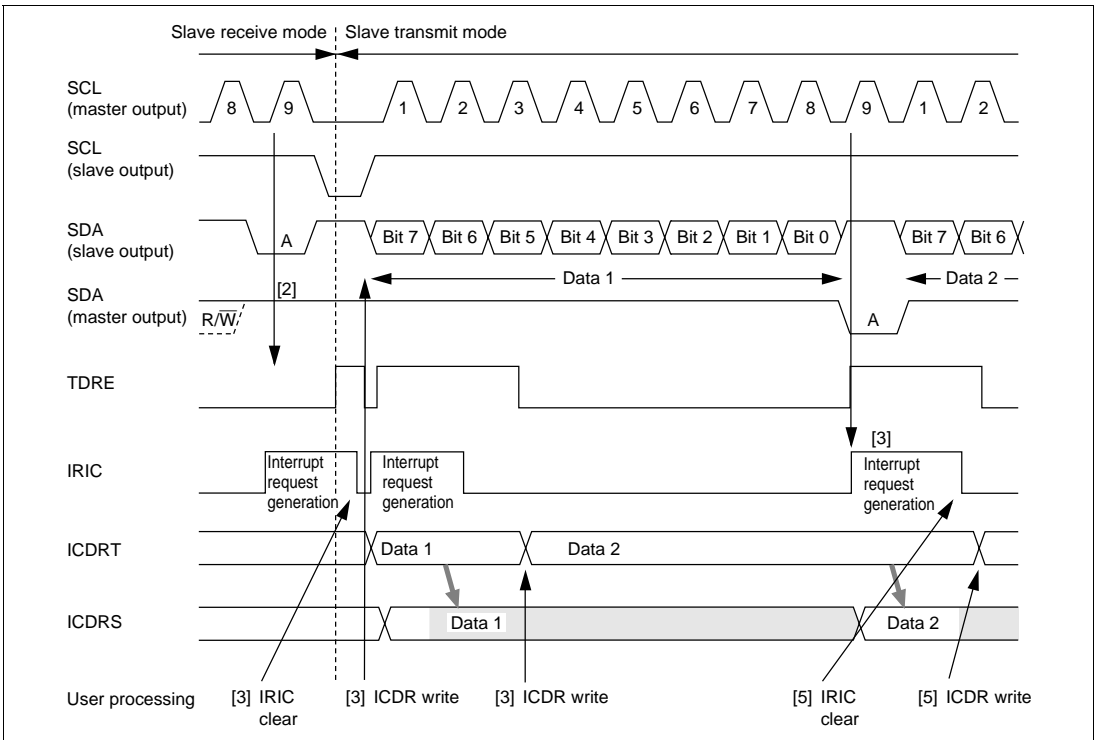 Slave receive mode Slave transmit mode
SCL
(master output)
8 9 1 2 3 4 5 6 7 8 9 1 2
SCL
(slave output)
SDA
(slave output)
A Bit 7 Bit 6 Bit 5 Bit 4 Bit 3 Bit 2 Bit 1 Bit 0 Bit 7 Bit 6
Data 1 Data 2
[2]
SDA
(master output)
R/W̅ A
TDRE
[3]
IRIC
Interrupt
request
generation
Interrupt
request
generation
Interrupt
request
generation
ICDRT
Data 1 Data 2
ICDRS
Data 1 Data 2
User processing
[3] IRIC
clear
[3] ICDR write
[3] ICDR write
[5] IRIC
clear
[5] ICDR write